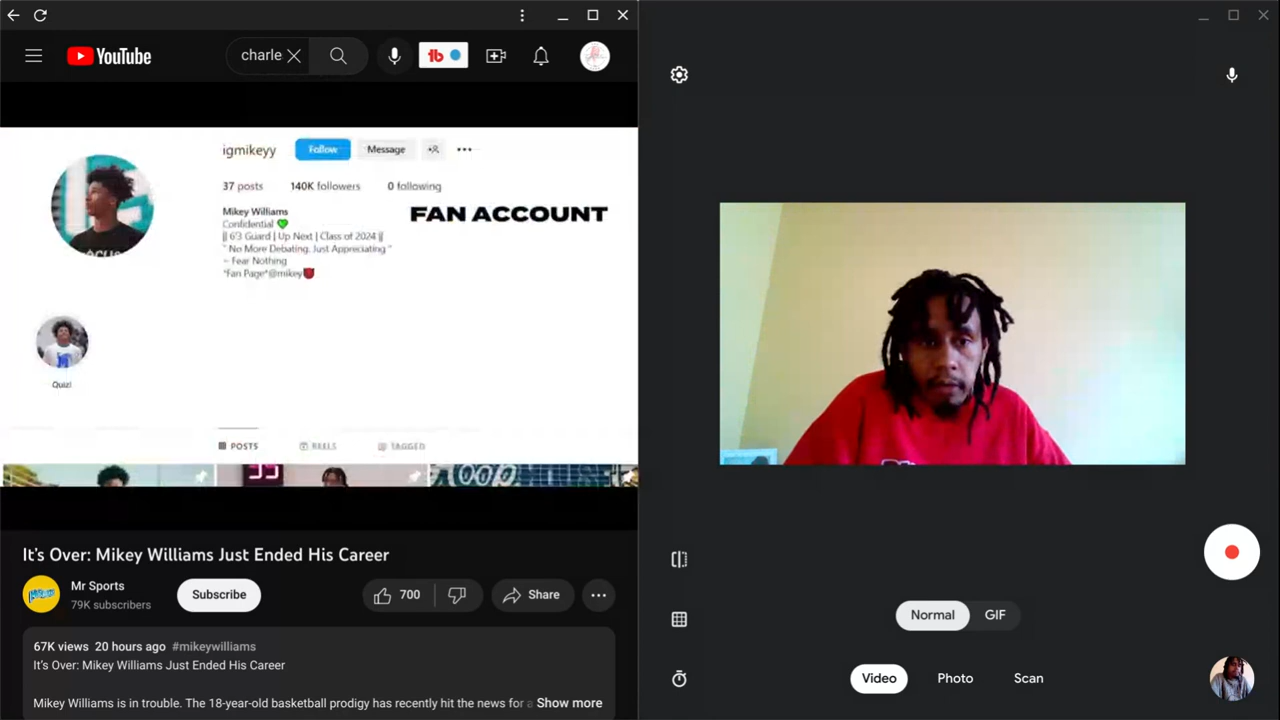 YouTube
charle
igmikeyy
Follow
Message
37 posts 140K followers 0 following
Mikey Williams
Confidential 💚
|| 6'3 Guard | Up Next | Class of 2024 ||
" No More Debating. Just Appreciating "
~ Fear Nothing
*Fan Page*@mikey
FAN ACCOUNT
Quiz!
POSTS
REELS
TAGGED
It's Over: Mikey Williams Just Ended His Career
Mr Sports
79K subscribers
Subscribe
700
Share
67K views 20 hours ago #mikeywilliams
It's Over: Mikey Williams Just Ended His Career
Mikey Williams is in trouble. The 18-year-old basketball prodigy has recently hit the news for a Show more
Normal
GIF
Video
Photo
Scan